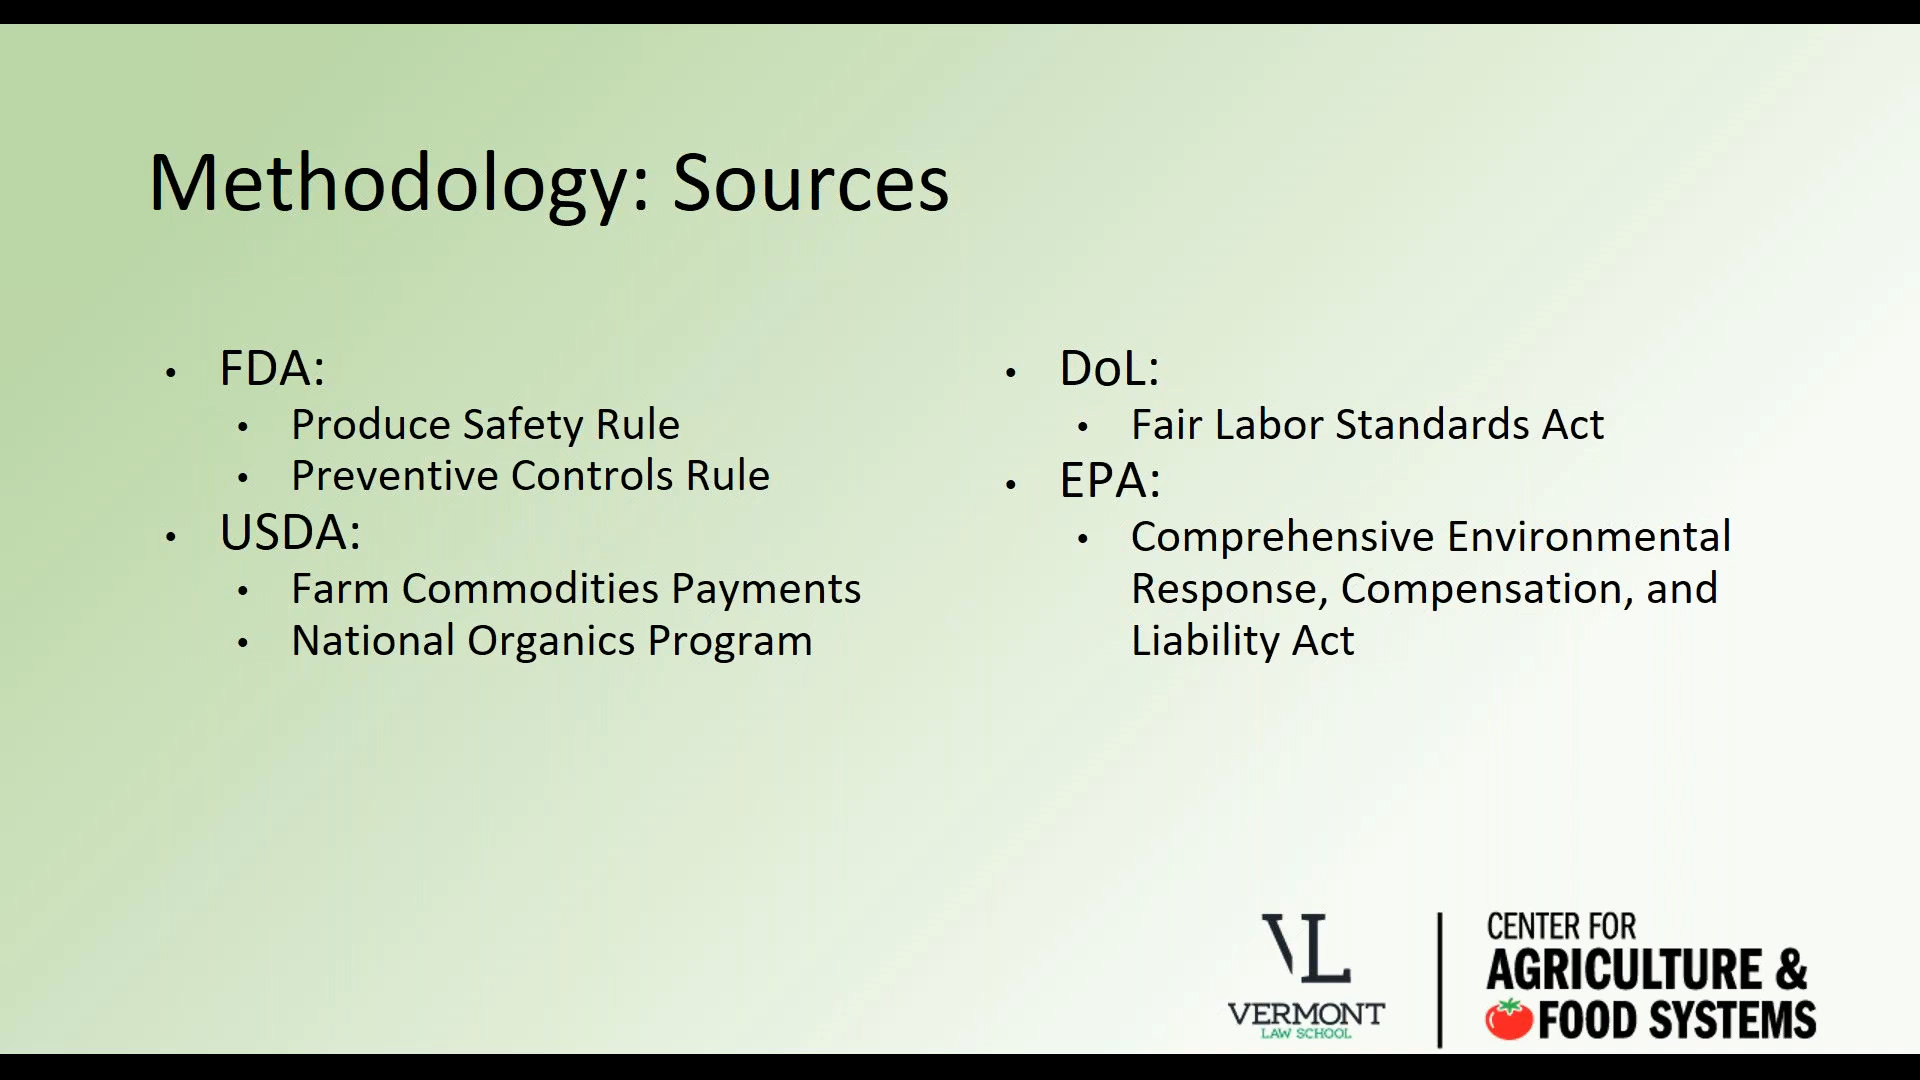 Methodology: Sources
• FDA:
• Produce Safety Rule
• Preventive Controls Rule
• USDA:
• Farm Commodities Payments
• National Organics Program
• DoL:
• Fair Labor Standards Act
• EPA:
• Comprehensive Environmental
Response, Compensation, and
Liability Act
VL
VERMONT
LAW SCHOOL
CENTER FOR
AGRICULTURE &
FOOD SYSTEMS